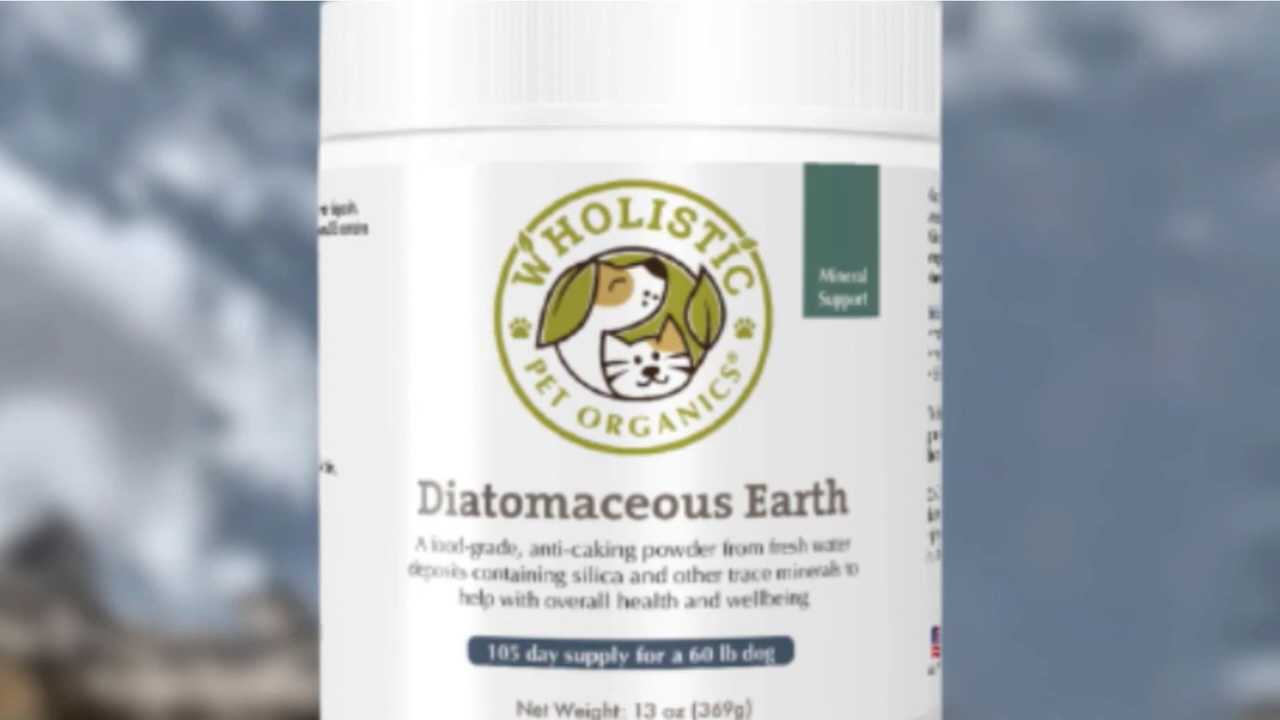 WHOLISTIC
PET ORGANICS®
Mineral
Support
Diatomaceous Earth
A food-grade, anti-caking powder from fresh water
deposits containing silica and other trace minerals to
help with overall health and wellbeing
105 day supply for a 60 lb dog
Net Weight: 13 oz (369g)